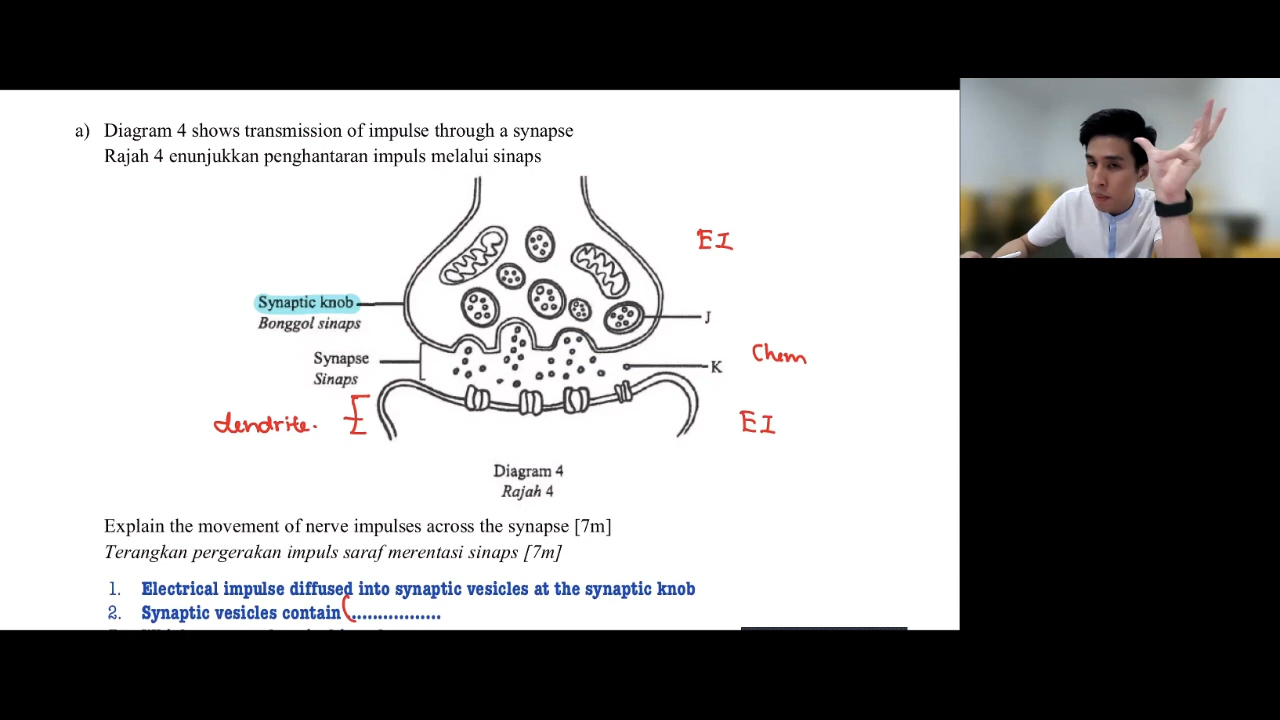 a) Diagram 4 shows transmission of impulse through a synapse
Rajah 4 enunjukkan penghantaran impuls melalui sinaps
EI
Synaptic knob
Bonggol sinaps
J
Synapse
Sinaps
Chem
K
dendrite.
EI
Diagram 4
Rajah 4
Explain the movement of nerve impulses across the synapse [7m]
Terangkan pergerakan impuls saraf merentasi sinaps [7m]
1. Electrical impulse diffused into synaptic vesicles at the synaptic knob
2. Synaptic vesicles contain (.................